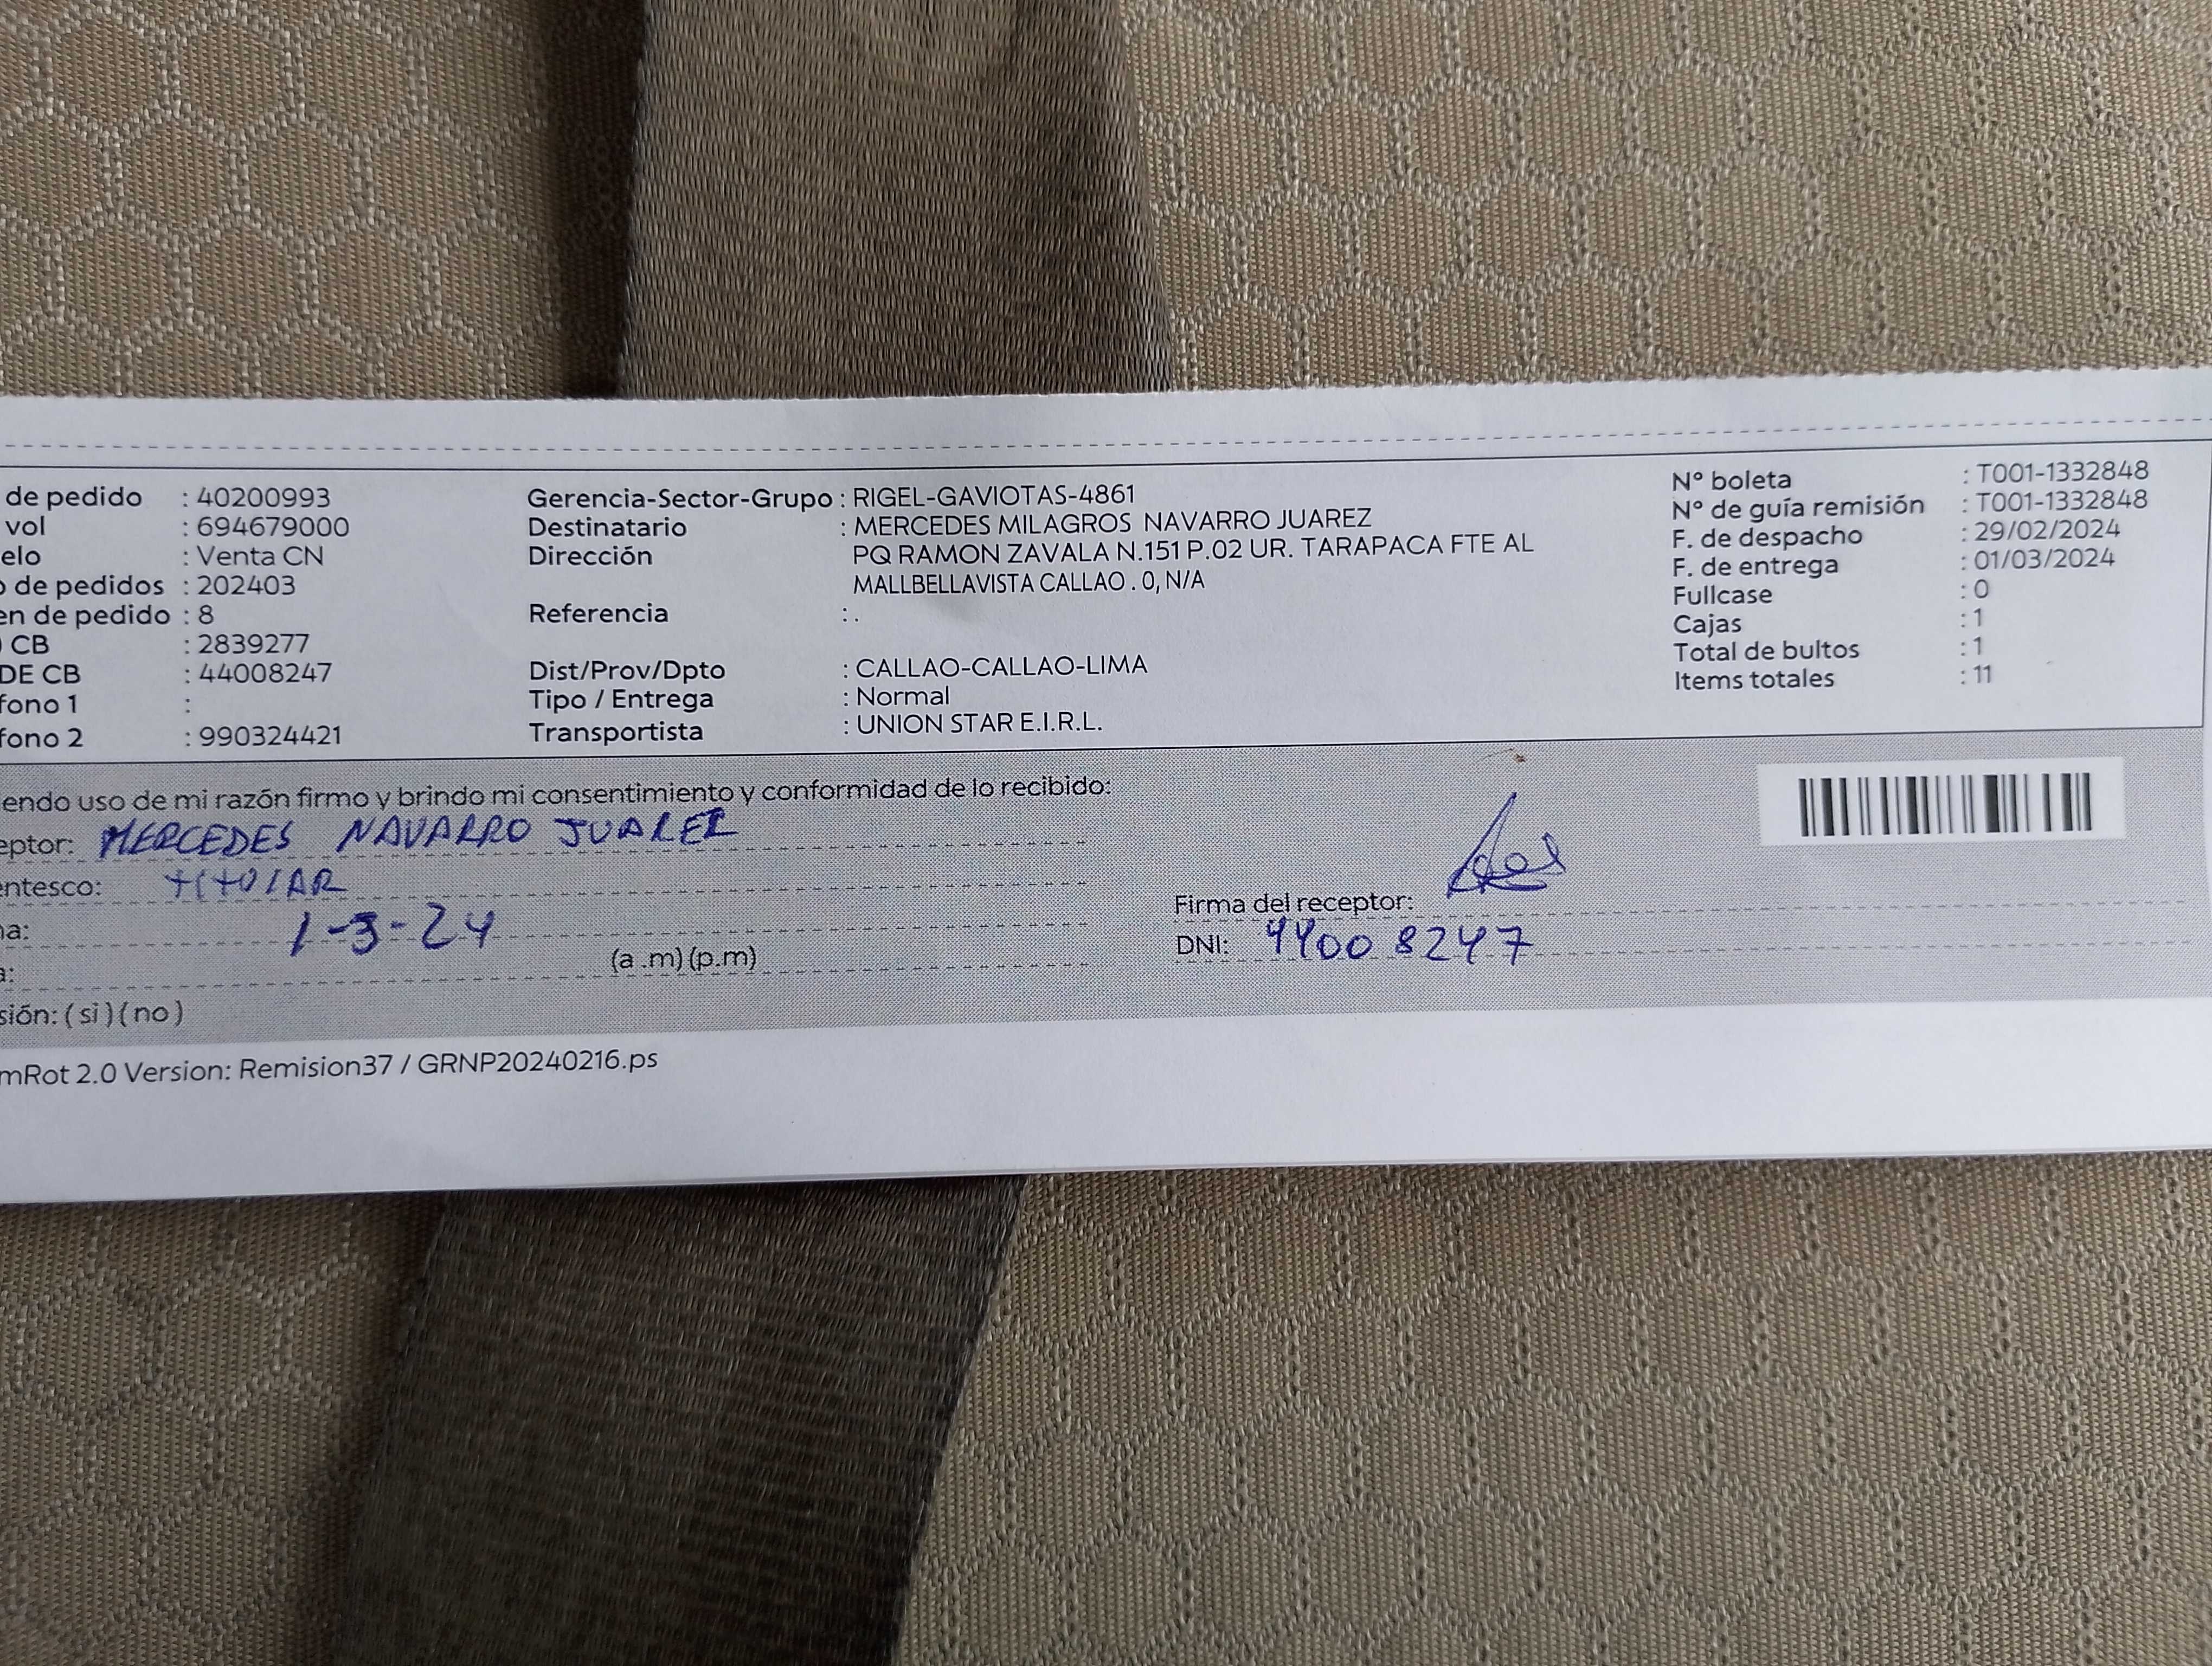 de pedido : 40200993
vol : 694679000
elo : Venta CN
de pedidos : 202403
en de pedido : 8
CB : 2839277
DE CB : 44008247
fono 1 :
fono 2 : 990324421
Gerencia-Sector-Grupo : RIGEL-GAVIOTAS-4861
Destinatario : MERCEDES MILAGROS NAVARRO JUAREZ
Dirección PQ RAMON ZAVALA N.151 P.02 UR. TARAPACA FTE AL
MALLBELLAVISTA CALLAO . 0, N/A
Referencia : .
Dist/Prov/Dpto : CALLAO-CALLAO-LIMA
Tipo / Entrega : Normal
Transportista : UNION STAR E.I.R.L.
N° boleta : T001-1332848
N° de guía remisión : T001-1332848
F. de despacho : 29/02/2024
F. de entrega : 01/03/2024
Fullcase : 0
Cajas : 1
Total de bultos : 1
Items totales : 11
endo uso de mi razón firmo y brindo mi consentimiento y conformidad de lo recibido:
eptor: MERCEDES NAVARRO JUAREZ
entesco: tItOlAR
na: 1-3-24
a: (a .m) (p.m)
sión: ( si ) ( no )
Firma del receptor:
DNI: 44008247
mRot 2.0 Version: Remision37 / GRNP20240216.ps